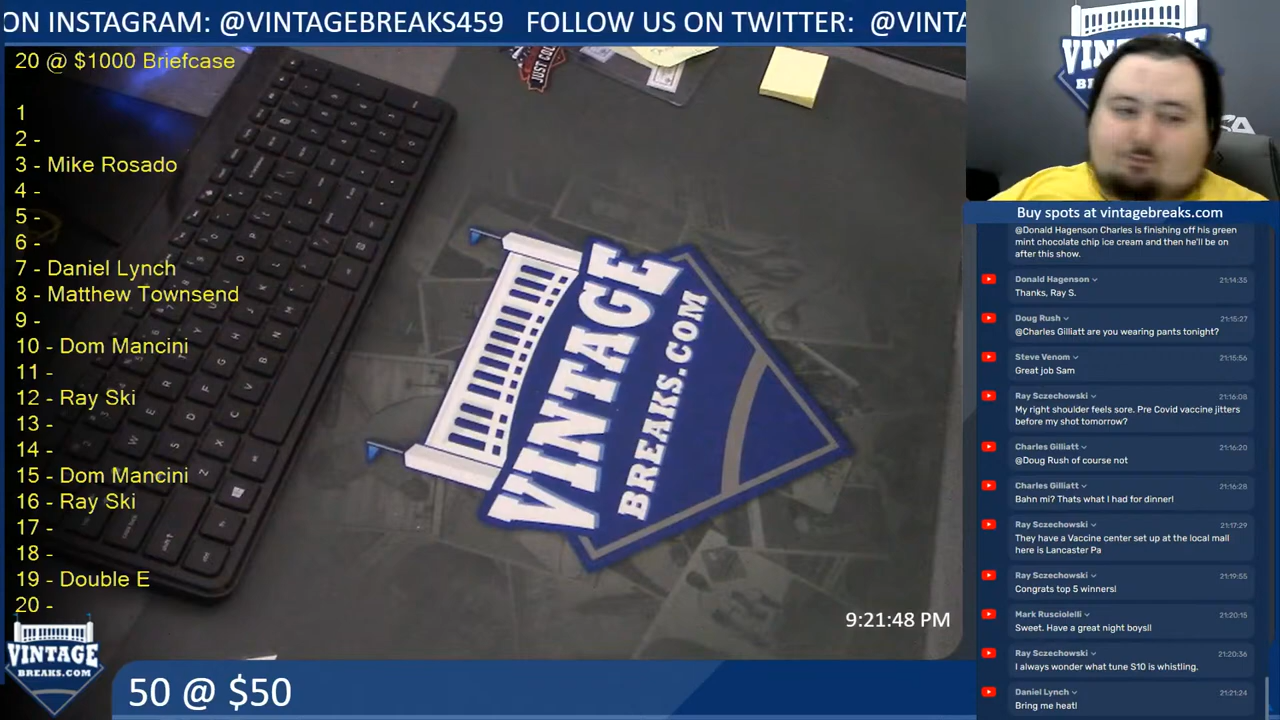 ON INSTAGRAM: @VINTAGEBREAKS459 FOLLOW US ON TWITTER: @VINTA
20 @ $1000 Briefcase
1
2 -
3 - Mike Rosado
4 -
5 -
6 -
7 - Daniel Lynch
8 - Matthew Townsend
9 -
10 - Dom Mancini
11 -
12 - Ray Ski
13 -
14 -
15 - Dom Mancini
16 - Ray Ski
17 -
18 -
19 - Double E
20 -
VINTAGE
BREAKS.COM
50 @ $50
JUST
VINTAGE
BREAKS.COM
9:21:48 PM
VINTAGE
BREAKS
Buy spots at vintagebreaks.com
@Donald Hagenson Charles is finishing off his green
mint chocolate chip ice cream and then he'll be on
after this show.
Donald Hagenson 21:14:35
Thanks, Ray S.
Doug Rush 21:15:27
@Charles Gilliatt are you wearing pants tonight?
Steve Venom 21:15:56
Great job Sam
Ray Sczechowski 21:16:08
My right shoulder feels sore. Pre Covid vaccine jitters
before my shot tomorrow?
Charles Gilliatt 21:16:20
@Doug Rush of course not
Charles Gilliatt 21:16:28
Bahn mi? Thats what I had for dinner!
Ray Sczechowski 21:17:29
They have a Vaccine center set up at the local mall
here is Lancaster Pa
Ray Sczechowski 21:19:55
Congrats top 5 winners!
Mark Rusciolelli 21:20:15
Sweet. Have a great night boys!!
Ray Sczechowski 21:20:36
I always wonder what tune S10 is whistling.
Daniel Lynch 21:21:24
Bring me heat!